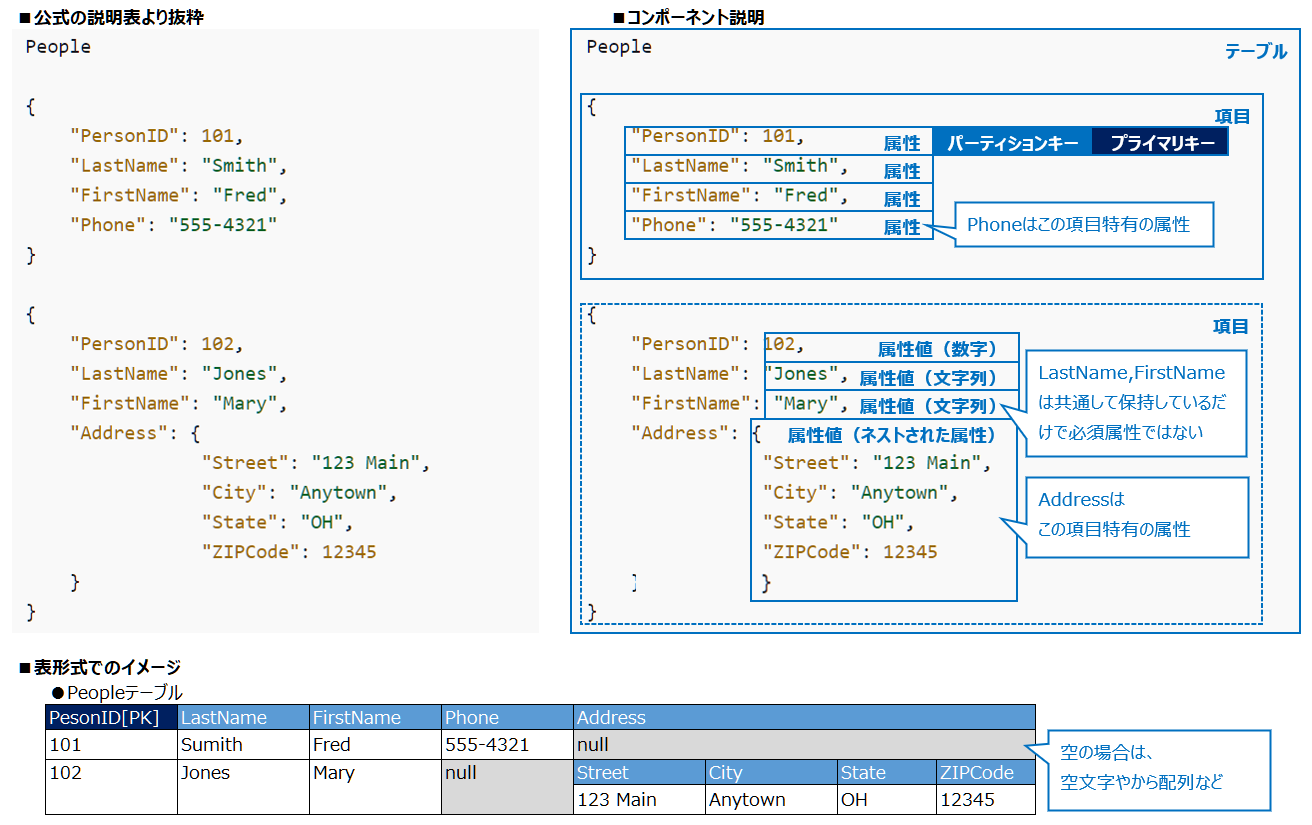 ■公式の説明表より抜粋
People
{
"PersonID": 101,
"LastName": "Smith",
"FirstName": "Fred",
"Phone": "555-4321"
}
{
"PersonID": 102,
"LastName": "Jones",
"FirstName": "Mary",
"Address": {
"Street": "123 Main",
"City": "Anytown",
"State": "OH",
"ZIPCode": 12345
}
}
■コンポーネント説明
People テーブル
{ 項目
"PersonID": 101, 属性 パーティションキー プライマリキー
"LastName": "Smith", 属性
"FirstName": "Fred", 属性
"Phone": "555-4321" 属性
Phoneはこの項目特有の属性
}
{ 項目
"PersonID": 102, 属性値（数字）
"LastName": "Jones", 属性値（文字列）
"FirstName": "Mary", 属性値（文字列）
LastName,FirstName
は共通して保持しているだ
けで必須属性ではない
"Address": { 属性値（ネストされた属性）
"Street": "123 Main",
"City": "Anytown",
"State": "OH",
"ZIPCode": 12345
Addressは
この項目特有の属性
} }
}
■表形式でのイメージ
●Peopleテーブル
PesonID[PK] LastName FirstName Phone Address
101 Sumith Fred 555-4321 null
102 Jones Mary null Street City State ZIPCode
123 Main Anytown OH 12345
空の場合は、
空文字やから配列など